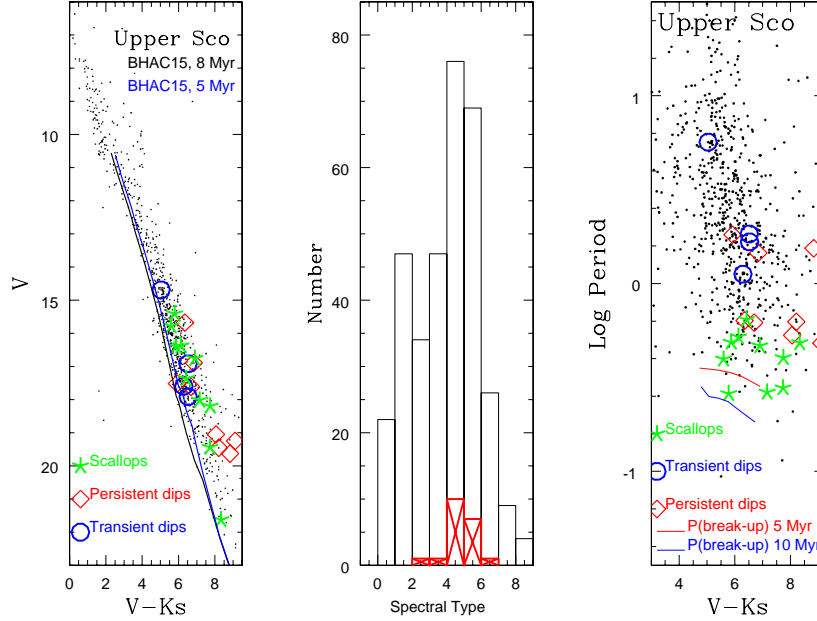 Upper Sco
BHAC15, 8 Myr
BHAC15, 5 Myr
10
15
20
V
Scallops
Persistent dips
Transient dips
0 2 4 6 8
V-Ks
80
60
40
20
0
Number
0 2 4 6 8
Spectral Type
Upper Sco
1
0
-1
Log Period
Scallops
Transient dips
Persistent dips
P(break-up) 5 Myr
P(break-up) 10 Myr
4 6 8
V-Ks